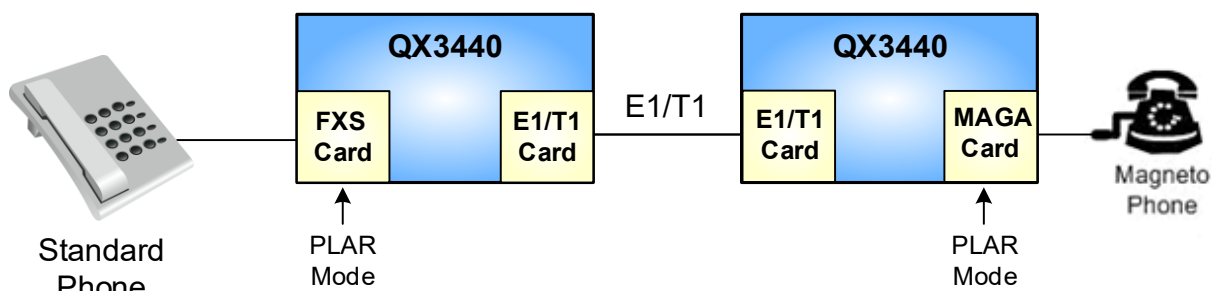 QX3440
QX3440
FXS
Card
E1/T1
Card
E1/T1
E1/T1
Card
MAGA
Card
Magneto
Phone
PLAR
Mode
PLAR
Mode
Standard
Phone